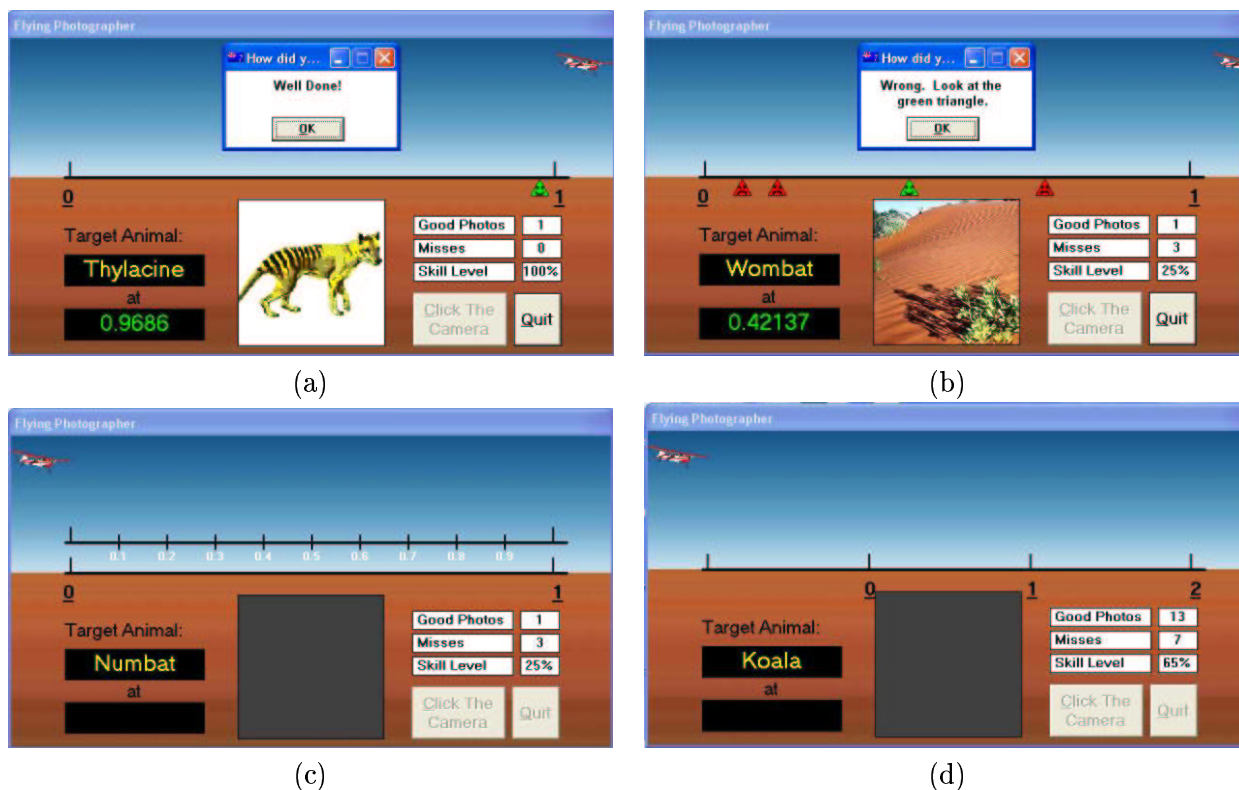 Flying Photographer
How did y...
Well Done!
OK
0
1
Target Animal:
Thylacine
at
0.9686
Good Photos 1
Misses 0
Skill Level 100%
Click The
Camera
Quit
(a)
Flying Photographer
How did y...
Wrong. Look at the
green triangle.
OK
0
1
Target Animal:
Wombat
at
0.42137
Good Photos 1
Misses 3
Skill Level 25%
Click The
Camera
Quit
(b)
Flying Photographer
0.1 0.2 0.3 0.4 0.5 0.6 0.7 0.8 0.9
0
1
Target Animal:
Numbat
at
Good Photos 1
Misses 3
Skill Level 25%
Click The
Camera
Quit
(c)
Flying Photographer
0 1 2
Target Animal:
Koala
at
Good Photos 13
Misses 7
Skill Level 65%
Click The
Camera
Quit
(d)